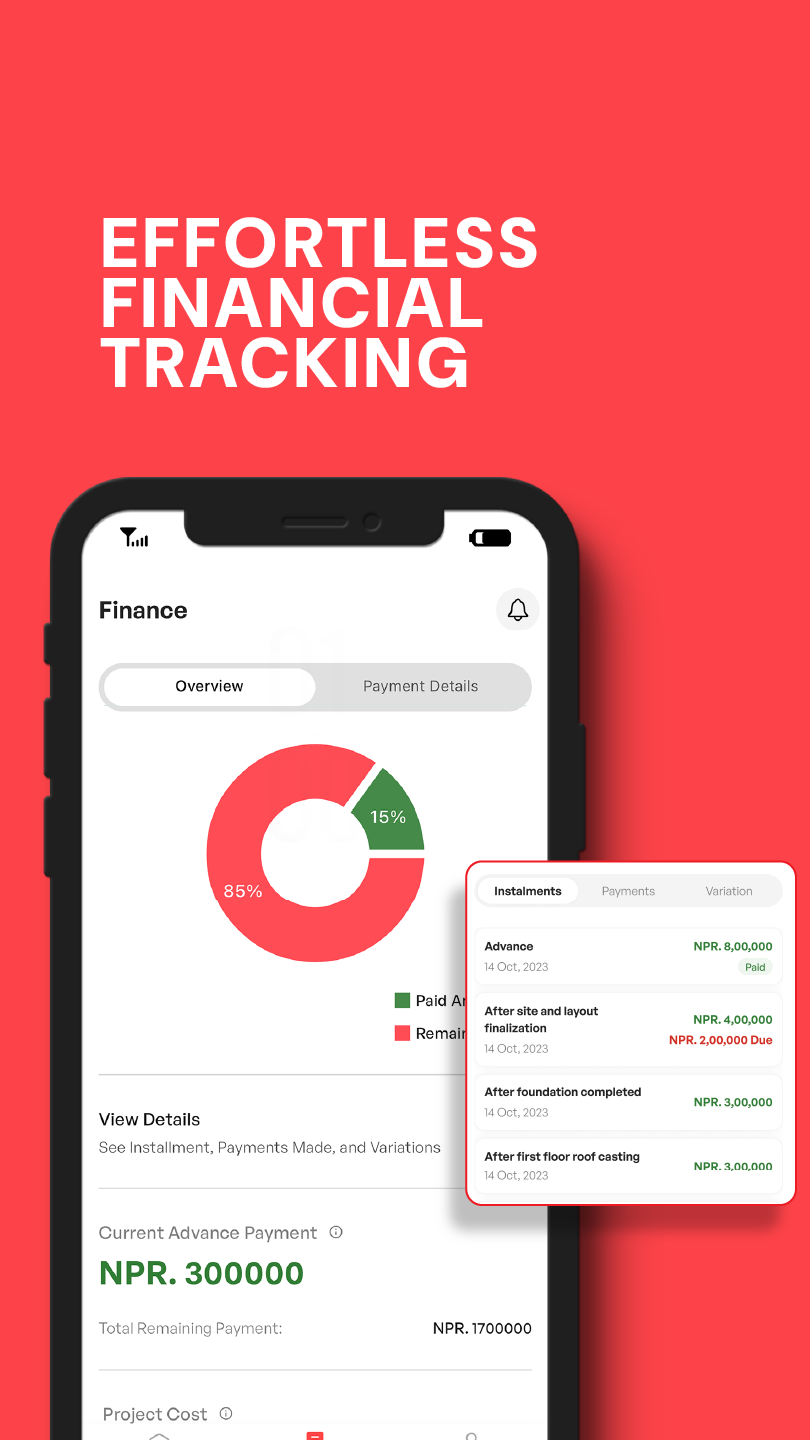 EFFORTLESS
FINANCIAL
TRACKING
Finance
Overview
Payment Details
15%
85%
Paid
Remain
View Details
See Installment, Payments Made, and Variations
Current Advance Payment
NPR. 300000
Total Remaining Payment:
NPR. 1700000
Project Cost
Instalments
Payments
Variation
Advance
NPR. 8,00,000
14 Oct, 2023
Paid
After site and layout
finalization
NPR. 4,00,000
NPR. 2,00,000 Due
14 Oct, 2023
After foundation completed
NPR. 3,00,000
14 Oct, 2023
After first floor roof casting
NPR. 3,00,000
14 Oct, 2023